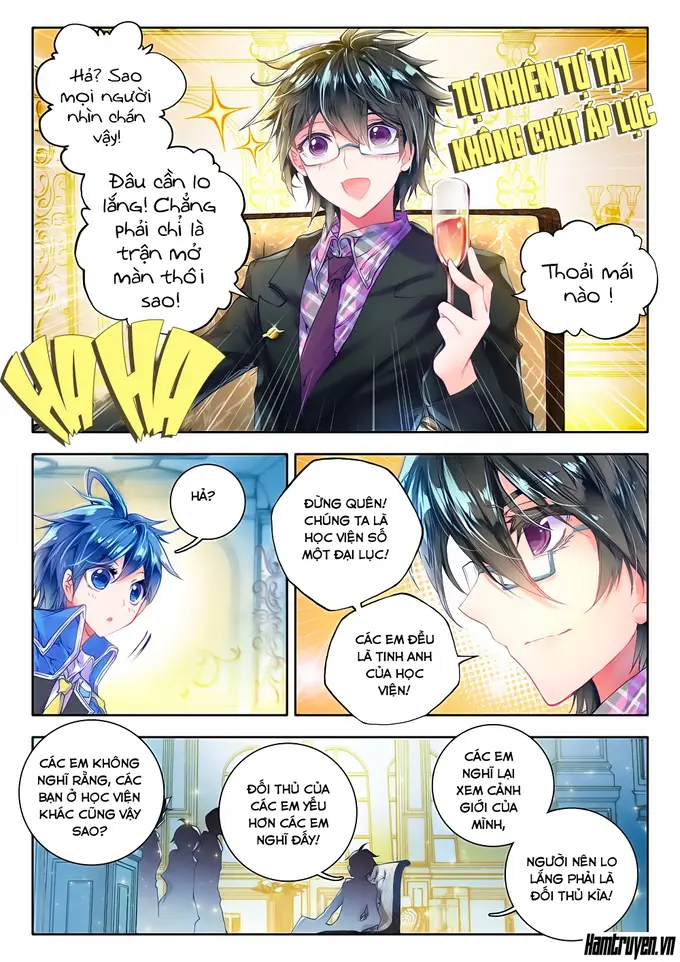 Hả? Sao
mọi người
nhìn chán
vậy!
Đâu cần lo
lắng! Chẳng
phải chỉ là
trận mở
màn thôi
sao!
TỰ NHIÊN TỰ TẠI
KHÔNG CHÚT ÁP LỰC
Thoải mái
nào !
HA HA
HẢ?
ĐỪNG QUÊN!
CHÚNG TA LÀ
HỌC VIỆN SỐ
MỘT ĐẠI LỤC!
CÁC EM ĐỀU
LÀ TINH ANH
CỦA HỌC
VIỆN!
CÁC EM KHÔNG
NGHĨ RẰNG, CÁC
BẠN Ở HỌC VIỆN
KHÁC CŨNG VẬY
SAO?
ĐỐI THỦ CỦA
CÁC EM YẾU
HƠN CÁC EM
NGHĨ ĐẤY!
CÁC EM
NGHĨ LẠI
XEM CẢNH
GIỚI CỦA
MÌNH,
NGƯỜI NÊN LO
LẮNG PHẢI LÀ
ĐỐI THỦ KÌA!
Hamtruyen.vn